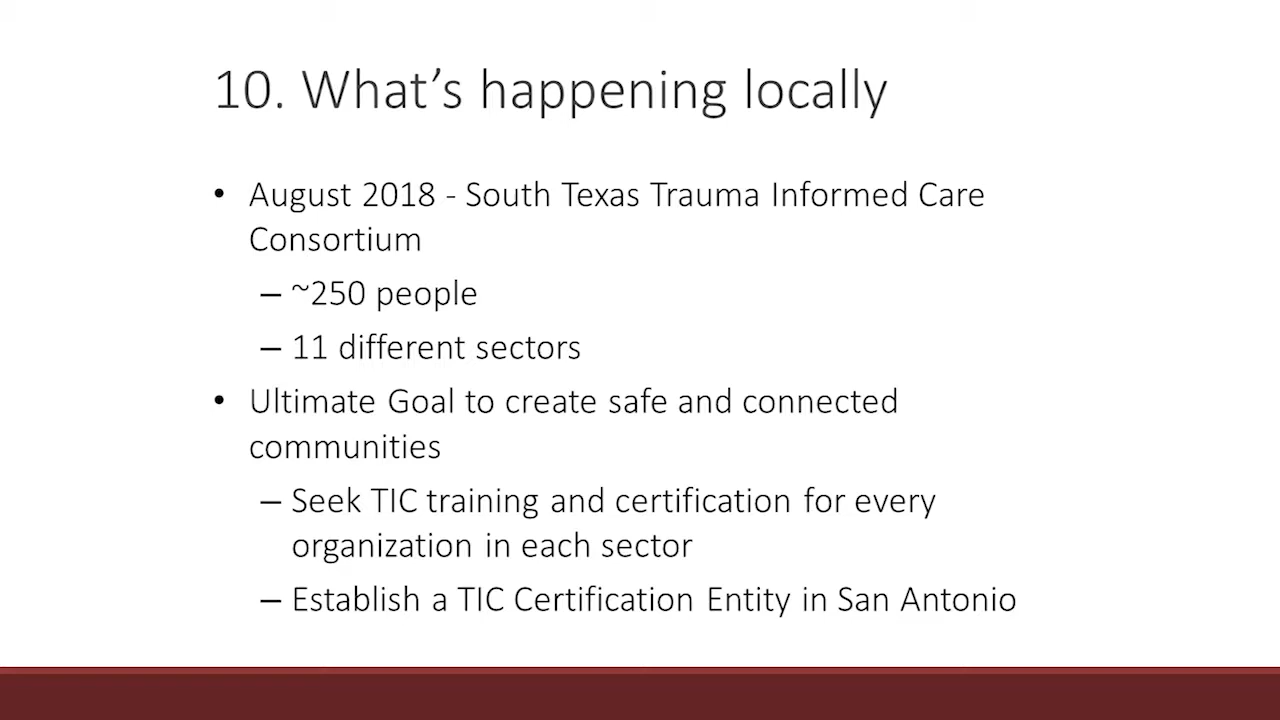 10. What’s happening locally
• August 2018 - South Texas Trauma Informed Care
Consortium
– ~250 people
– 11 different sectors
• Ultimate Goal to create safe and connected
communities
– Seek TIC training and certification for every
organization in each sector
– Establish a TIC Certification Entity in San Antonio